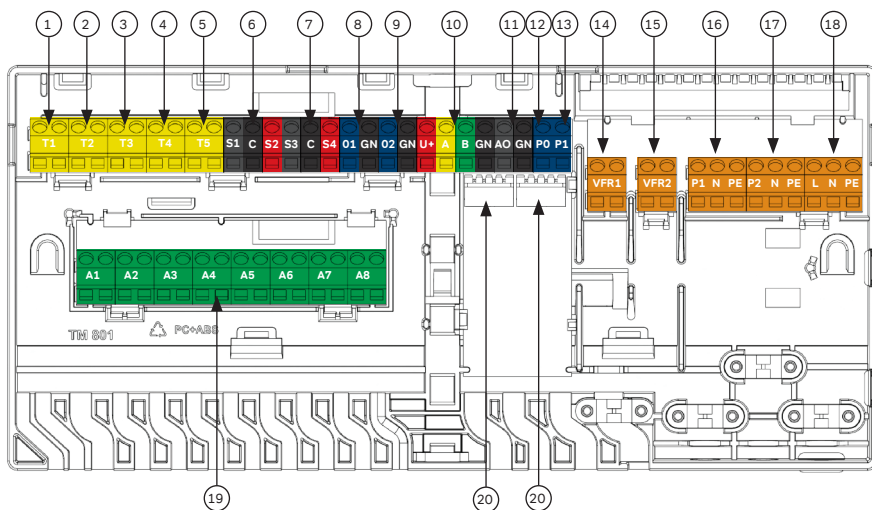 1 2 3 4 5 6 7 8 9 10 11 12 13 14 15 16 17 18
T1 T2 T3 T4 T5 S1 C S2 S3 C S4 01 GN 02 GN U+ A B GN AO GN P0 P1
VFR1 VFR2 P1 N PE P2 N PE L N PE
A1 A2 A3 A4 A5 A6 A7 A8
TM 801 PC+ABS
19 20 20